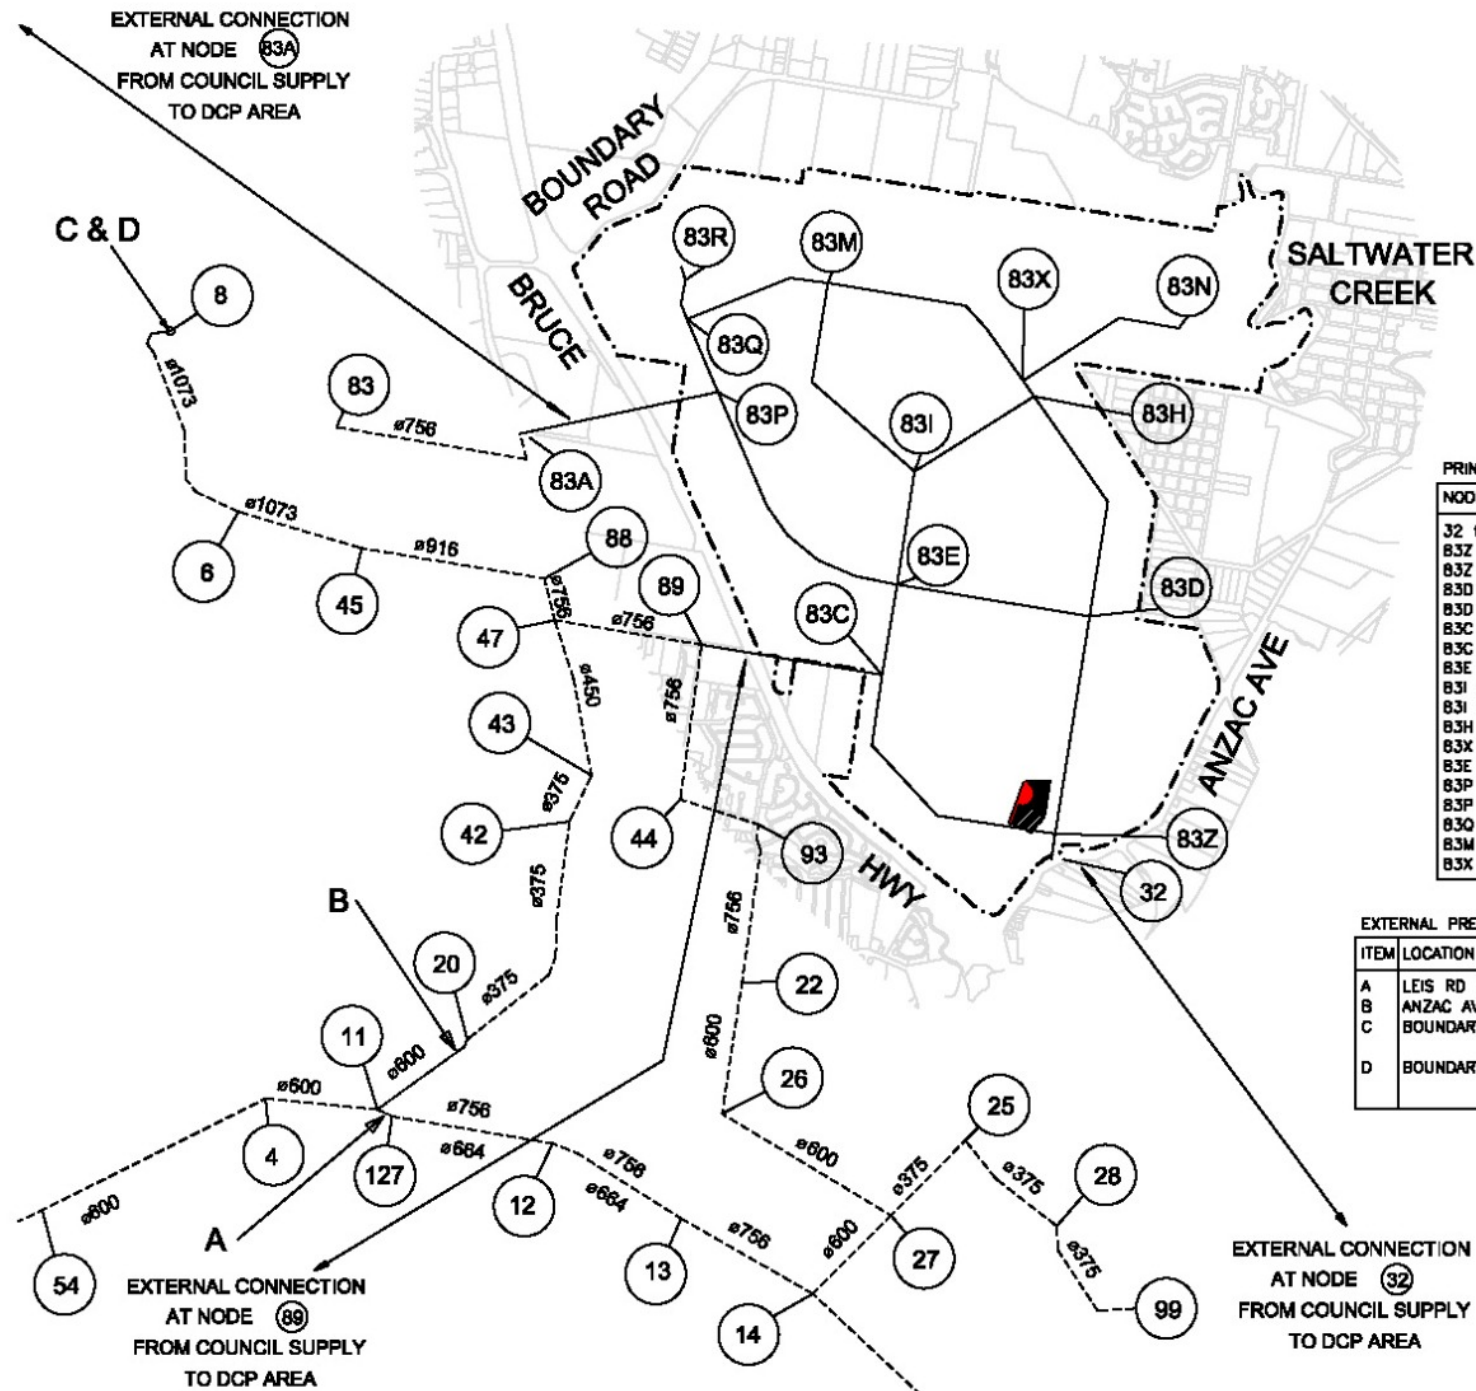 EXTERNAL CONNECTION
AT NODE 83A
FROM COUNCIL SUPPLY
TO DCP AREA
BOUNDARY
ROAD
C & D
8
83R
83M
83X
83N
SALTWATER
CREEK
BRUCE
ø1073
83
ø756
83Q
83P
83I
83H
83A
ø1073
6
ø916
45
88
ø756
47
ø756
89
83E
83D
83C
ø450
ø756
43
ø375
42
44
93
ANZAC AVE
HWY
83Z
32
PRIN
NOD
32
83Z
83Z
83D
83D
83C
83C
83E
83I
83I
83H
83X
83E
83P
83P
83Q
83M
83X
ø375
B
20
ø375
ø756
22
ø600
11
ø600
26
25
EXTERNAL PRE
ITEM LOCATION
A LEIS RD
B ANZAC AV
C BOUNDAR
D BOUNDAR
ø600
4
ø756
ø664
127
12
ø756
ø664
13
ø756
14
ø600
ø600
ø375
27
ø375
28
ø375
99
ø600
54
A
EXTERNAL CONNECTION
AT NODE 89
FROM COUNCIL SUPPLY
TO DCP AREA
EXTERNAL CONNECTION
AT NODE 32
FROM COUNCIL SUPPLY
TO DCP AREA